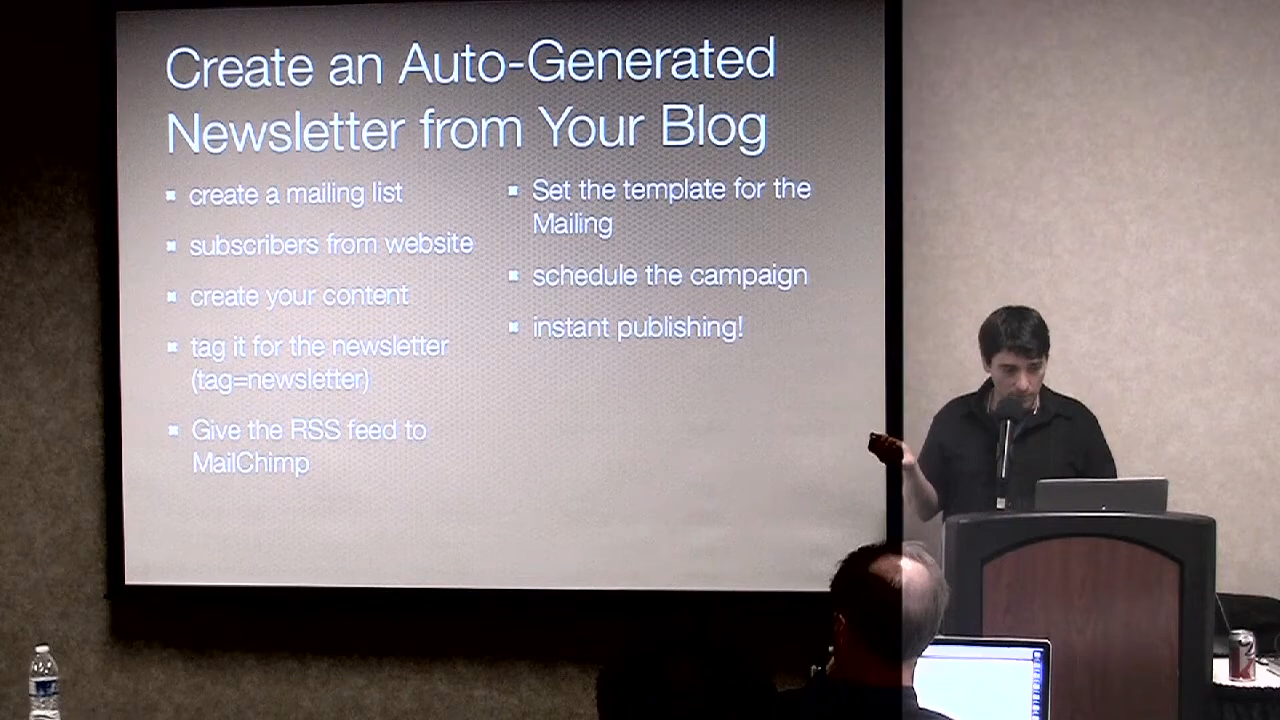 Create an Auto-Generated
Newsletter from Your Blog
create a mailing list
subscribers from website
create your content
tag it for the newsletter
(tag=newsletter)
Give the RSS feed to
MailChimp
Set the template for the
Mailing
schedule the campaign
instant publishing!